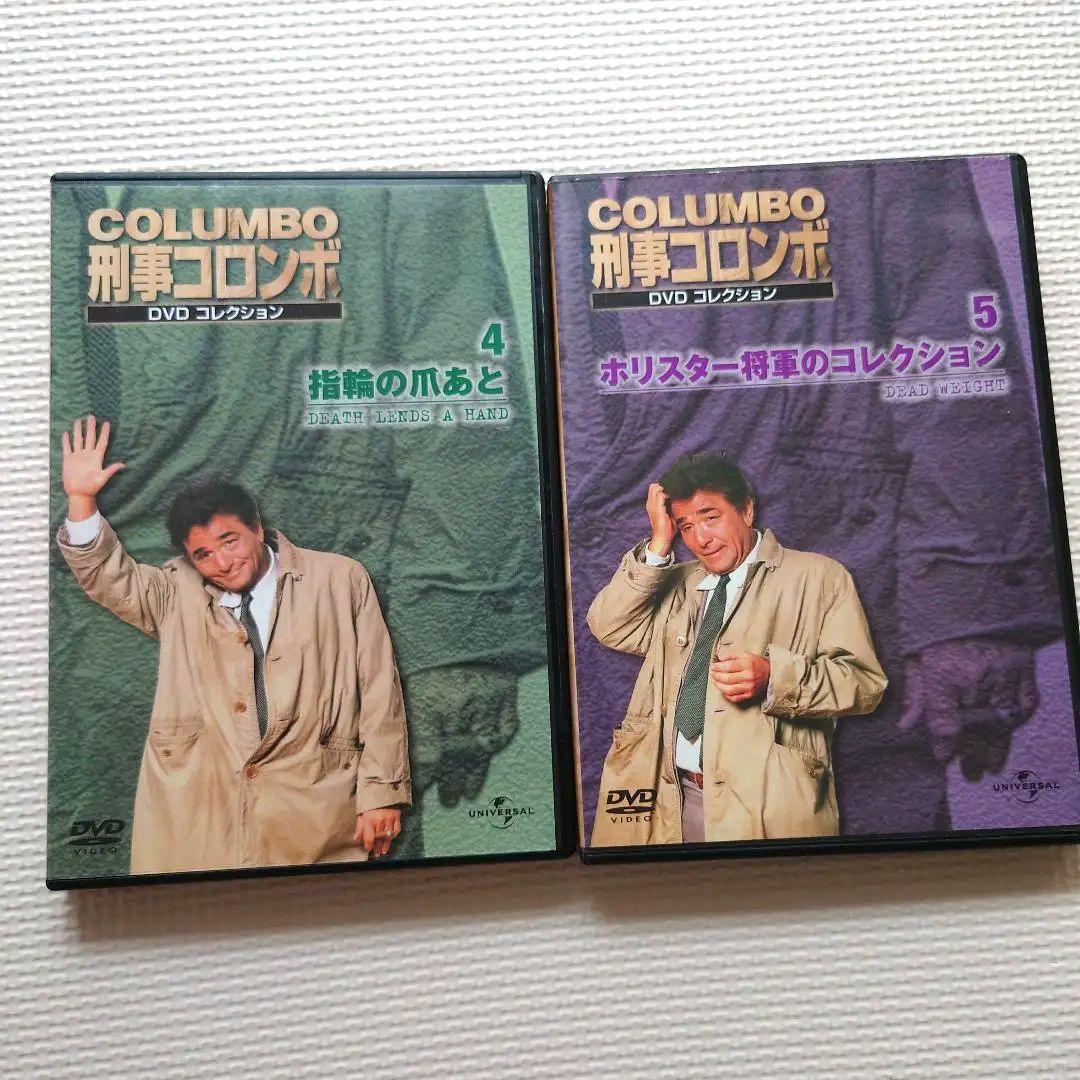 COLUMBO
刑事コロンボ
DVD コレクション
4
指輪の爪あと
DEATH LENDS A HAND
DVD
VIDEO
UNIVERSAL
COLUMBO
刑事コロンボ
DVD コレクション
5
ホリスター将軍のコレクション
DEAD WEIGHT
DVD
VIDEO
UNIVERSAL